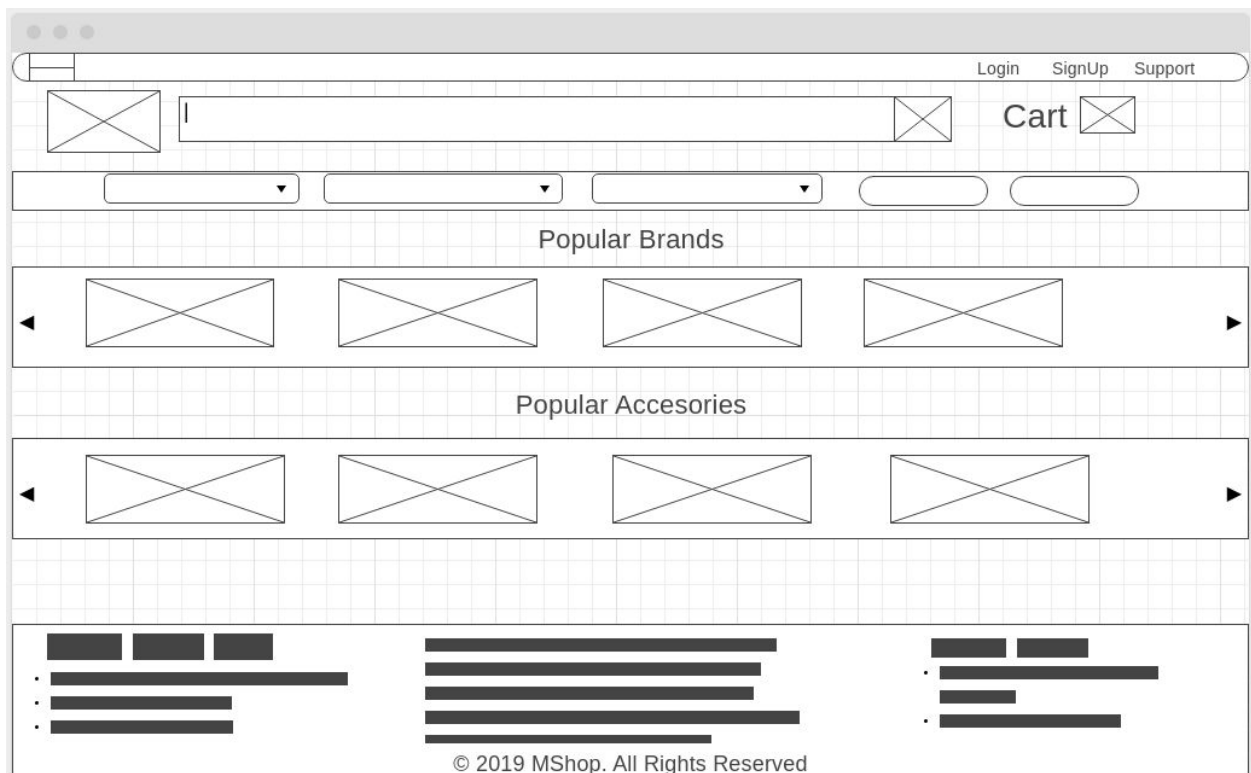 Login SignUp Support
Cart
Popular Brands
Popular Accesories
© 2019 MShop. All Rights Reserved